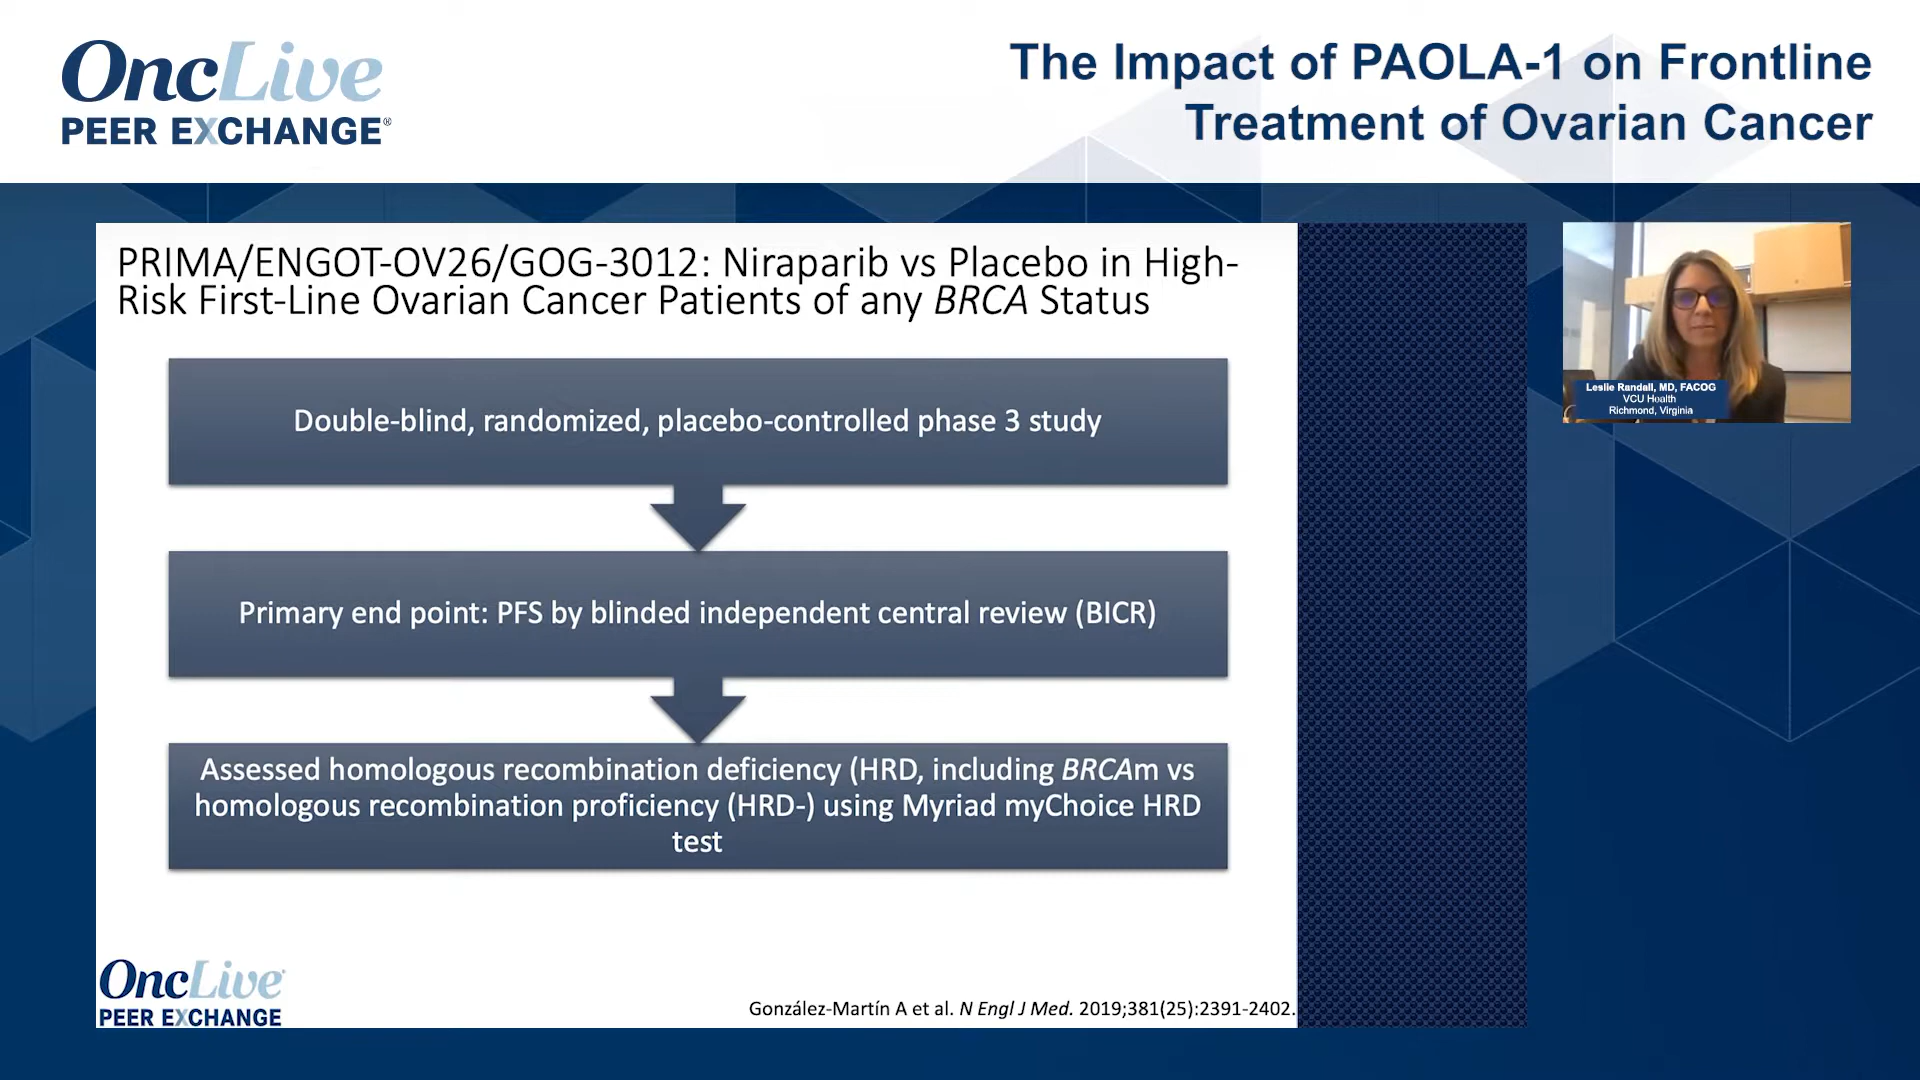 OncLive
PEER EXCHANGE®
The Impact of PAOLA-1 on Frontline
Treatment of Ovarian Cancer
PRIMA/ENGOT-OV26/GOG-3012: Niraparib vs Placebo in High-
Risk First-Line Ovarian Cancer Patients of any BRCA Status
Double-blind, randomized, placebo-controlled phase 3 study
Primary end point: PFS by blinded independent central review (BICR)
Assessed homologous recombination deficiency (HRD, including BRCAm vs
homologous recombination proficiency (HRD-) using Myriad myChoice HRD
test
Leslie Randall, MD, FACOG
VCU Health
Richmond, Virginia
OncLive®
PEER EXCHANGE
González-Martín A et al. N Engl J Med. 2019;381(25):2391-2402.